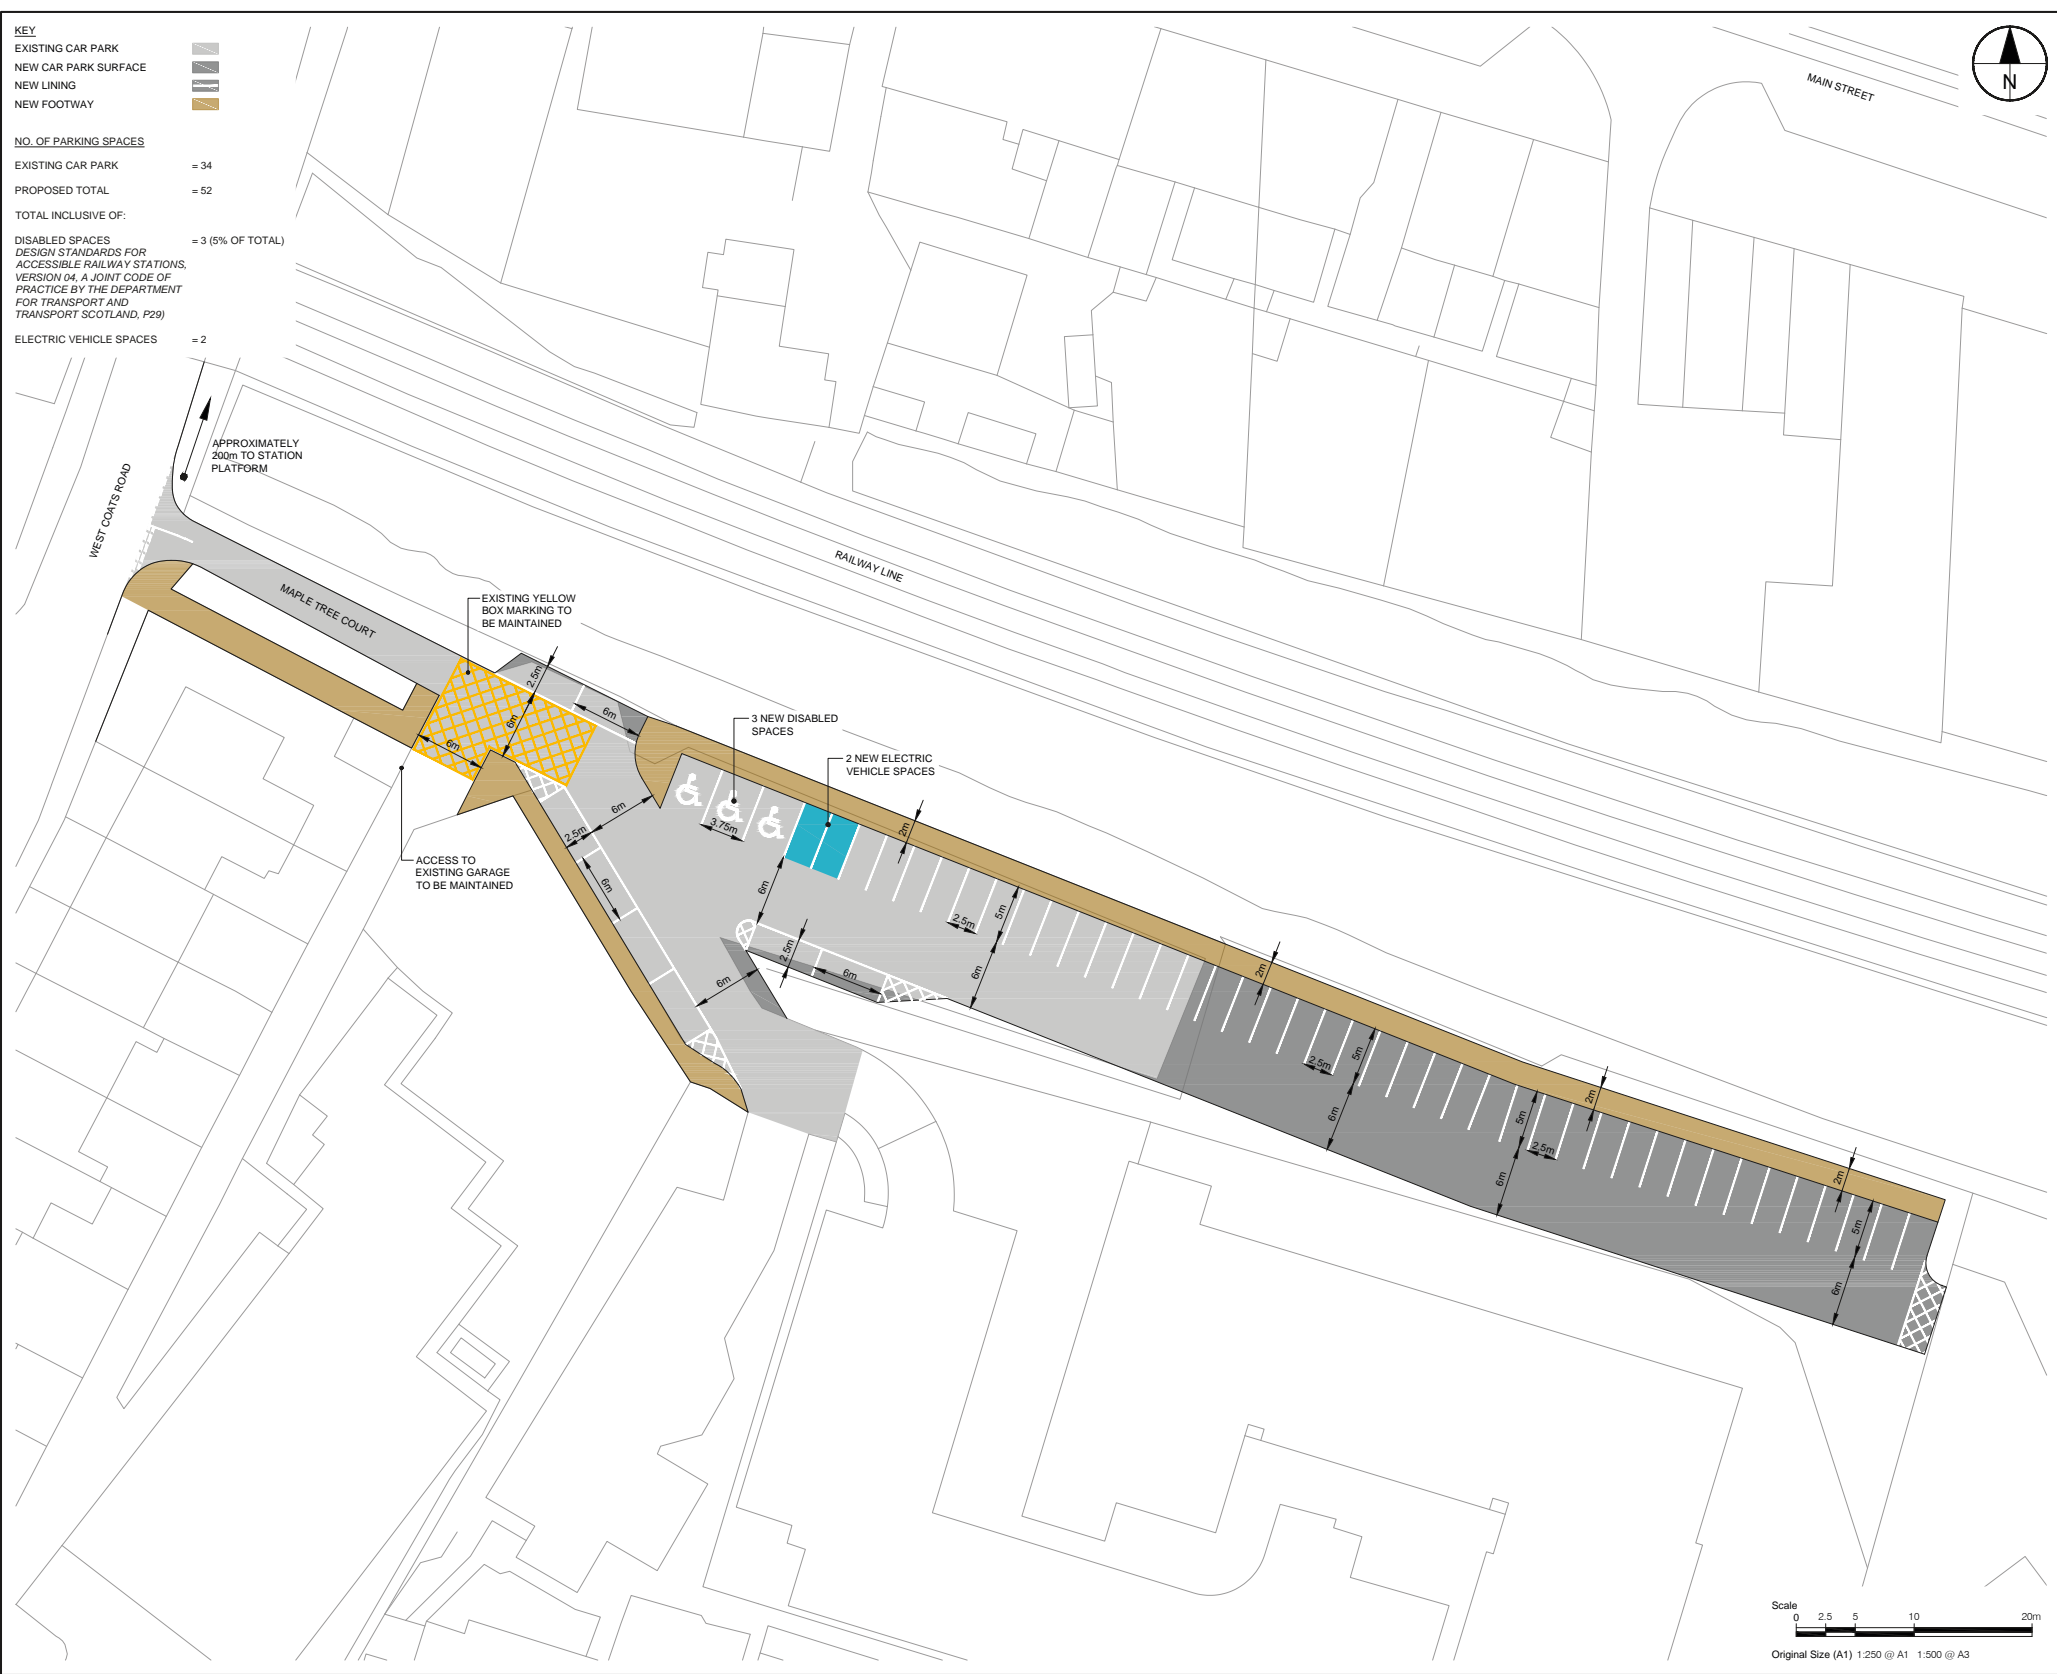 KEY
EXISTING CAR PARK
NEW CAR PARK SURFACE
NEW LINING
NEW FOOTWAY
NO. OF PARKING SPACES
EXISTING CAR PARK = 34
PROPOSED TOTAL = 52
TOTAL INCLUSIVE OF:
DISABLED SPACES = 3 (5% OF TOTAL)
DESIGN STANDARDS FOR
ACCESSIBLE RAILWAY STATIONS,
VERSION 04, A JOINT CODE OF
PRACTICE BY THE DEPARTMENT
FOR TRANSPORT AND
TRANSPORT SCOTLAND, P29)
ELECTRIC VEHICLE SPACES = 2
N
MAIN STREET
APPROXIMATELY
200m TO STATION
PLATFORM
WEST COATS ROAD
RAILWAY LINE
MAPLE TREE COURT
EXISTING YELLOW
BOX MARKING TO
BE MAINTAINED
2.5m
6m
6m
6m
3 NEW DISABLED
SPACES
2 NEW ELECTRIC
VEHICLE SPACES
ACCESS TO
EXISTING GARAGE
TO BE MAINTAINED
6m
2.5m
6m
3.75m
2m
6m
2.5m
5m
6m
2.5m
6m
6m
2m
2.5m
5m
6m
2m
5m
2.5m
6m
2m
5m
6m
Scale
0 2.5 5 10 20m
Original Size (A1) 1:250 @ A1 1:500 @ A3